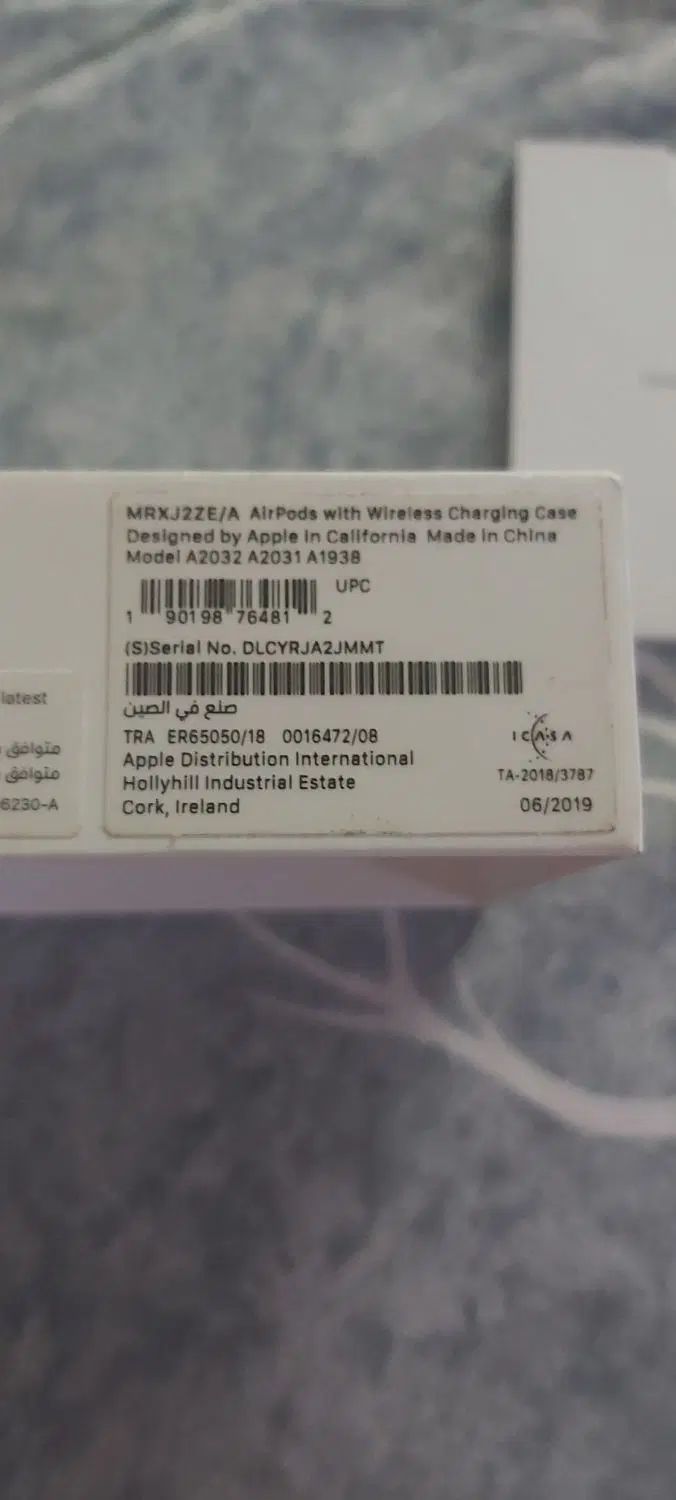 MRXJ2ZE/A AirPods with Wireless Charging Case
Designed by Apple in California Made in China
Model A2032 A2031 A1938
UPC
1 90198 76481 2
(S)Serial No. DLCYRJA2JMMT
صنع في الصين
TRA ER65050/18 0016472/08
Apple Distribution International
Hollyhill Industrial Estate
Cork, Ireland
ICASA
TA-2018/3787
06/2019
latest
متوافق
متوافق
6230-A